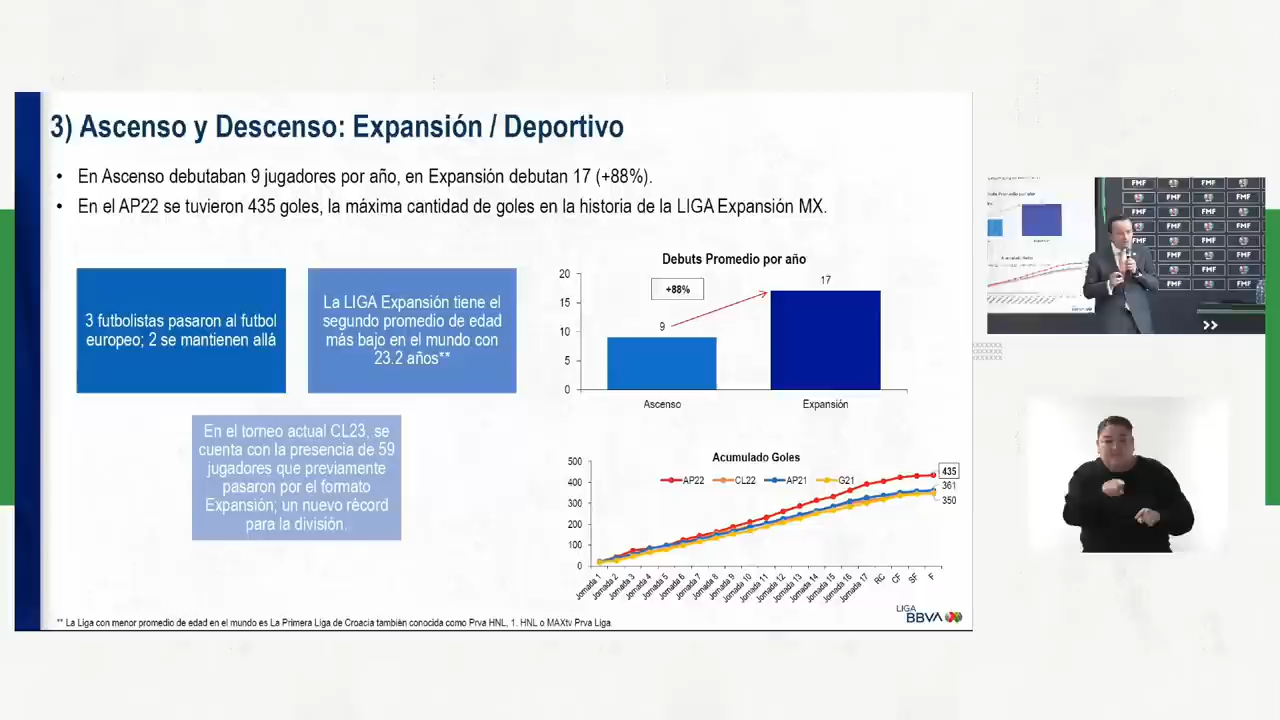 3) Ascenso y Descenso: Expansión / Deportivo
• En Ascenso debutaban 9 jugadores por año, en Expansión debutan 17 (+88%).
• En el AP22 se tuvieron 435 goles, la máxima cantidad de goles en la historia de la LIGA Expansión MX.
3 futbolistas pasaron al futbol
europeo; 2 se mantienen allá
La LIGA Expansión tiene el
segundo promedio de edad
más bajo en el mundo con
23.2 años**
En el torneo actual CL23, se
cuenta con la presencia de 59
jugadores que previamente
pasaron por el formato
Expansión; un nuevo récord
para la división.
Debuts Promedio por año
20
15
10
5
0
+88%
9
17
Ascenso
Expansión
Acumulado Goles
500
400
300
200
100
0
AP22 CL22 AP21 G21
435
361
350
Jornada 1
Jornada 2
Jornada 3
Jornada 4
Jornada 5
Jornada 6
Jornada 7
Jornada 8
Jornada 9
Jornada 10
Jornada 11
Jornada 12
Jornada 13
Jornada 14
Jornada 15
Jornada 16
Jornada 17
RC
CF
SF
F
** La Liga con menor promedio de edad en el mundo es La Primera Liga de Croacia también conocida como Prva HNL, 1. HNL o MAXtv Prva Liga.
LIGA
BBVA
FMF FMF FMF
FMF FMF
FMF FMF
FMF